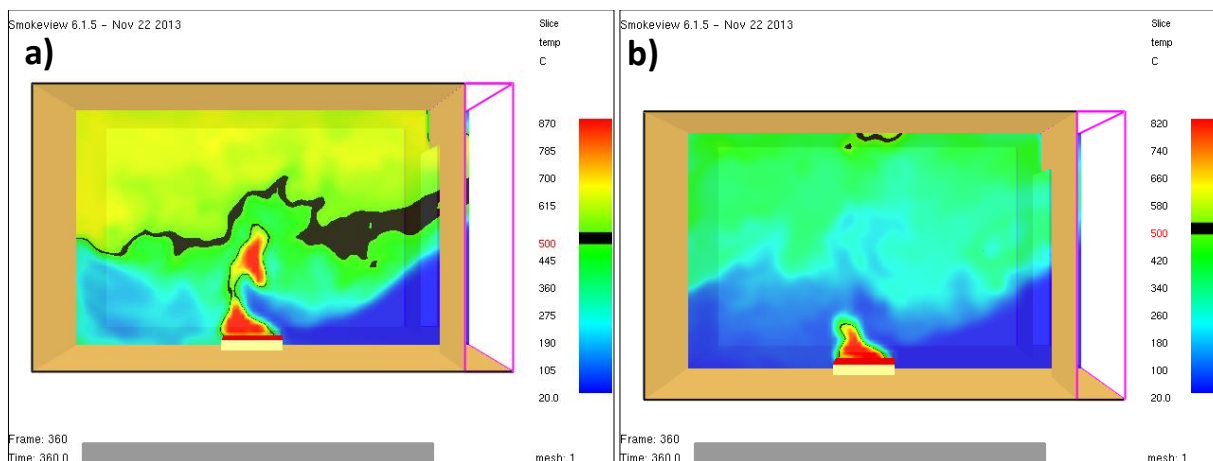 Smokeview 6.1.5 - Nov 22 2013
a)
Slice
temp
C
870
785
700
615
500
445
360
275
190
105
20.0
Frame: 360
Time: 360.0
mesh: 1
Smokeview 6.1.5 - Nov 22 2013
b)
Slice
temp
C
820
740
660
580
500
420
340
260
180
100
20.0
Frame: 360
Time: 360.0
mesh: 1